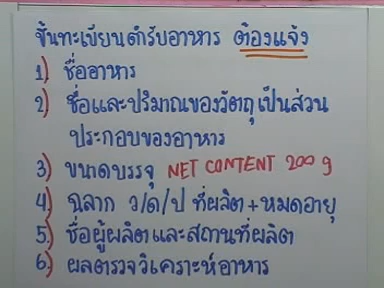 ขึ้นทะเบียนตำรับอาหาร ต้องแจ้ง
1) ชื่ออาหาร
2) ชื่อและปริมาณของวัตถุเป็นส่วน
ประกอบของอาหาร
3) ขนาดบรรจุ NET CONTENT 200 g
4) ฉลาก ว/ด/ป ที่ผลิต + หมดอายุ
5) ชื่อผู้ผลิตและสถานที่ผลิต
6) ผลตรวจวิเคราะห์อาหาร